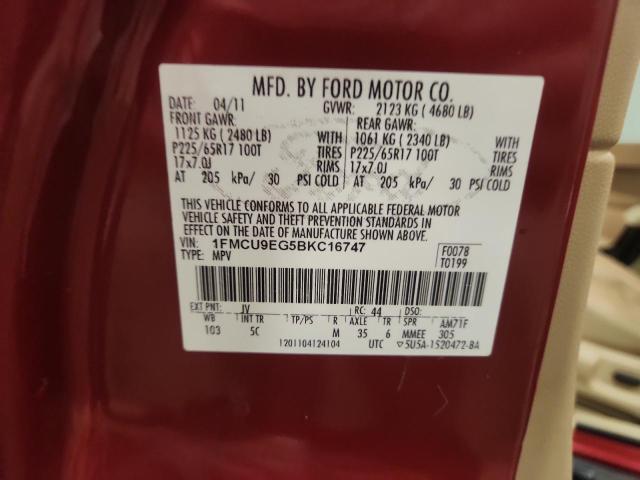 MFD. BY FORD MOTOR CO.
DATE: 04/11 GVWR: 2123 KG ( 4680 LB)
FRONT GAWR: REAR GAWR:
1125 KG ( 2480 LB) WITH 1061 KG ( 2340 LB) WITH
P225/65R17 100T TIRES P225/65R17 100T TIRES
17x7.0J RIMS 17x7.0J RIMS
AT 205 kPa/ 30 PSI COLD AT 205 kPa/ 30 PSI COLD
THIS VEHICLE CONFORMS TO ALL APPLICABLE FEDERAL MOTOR
VEHICLE SAFETY AND THEFT PREVENTION STANDARDS IN
EFFECT ON THE DATE OF MANUFACTURE SHOWN ABOVE.
VIN: 1FMCU9EG5BKC16747 F0078
TYPE: MPV T0199
EXT PNT: JV RC: 44 DSO:
WB INT TR TP/PS R AXLE TR SPR AM71F
103 5C M 35 6 MMEE 305
1201104124104 UTC ▽5U5A-1520472-BA